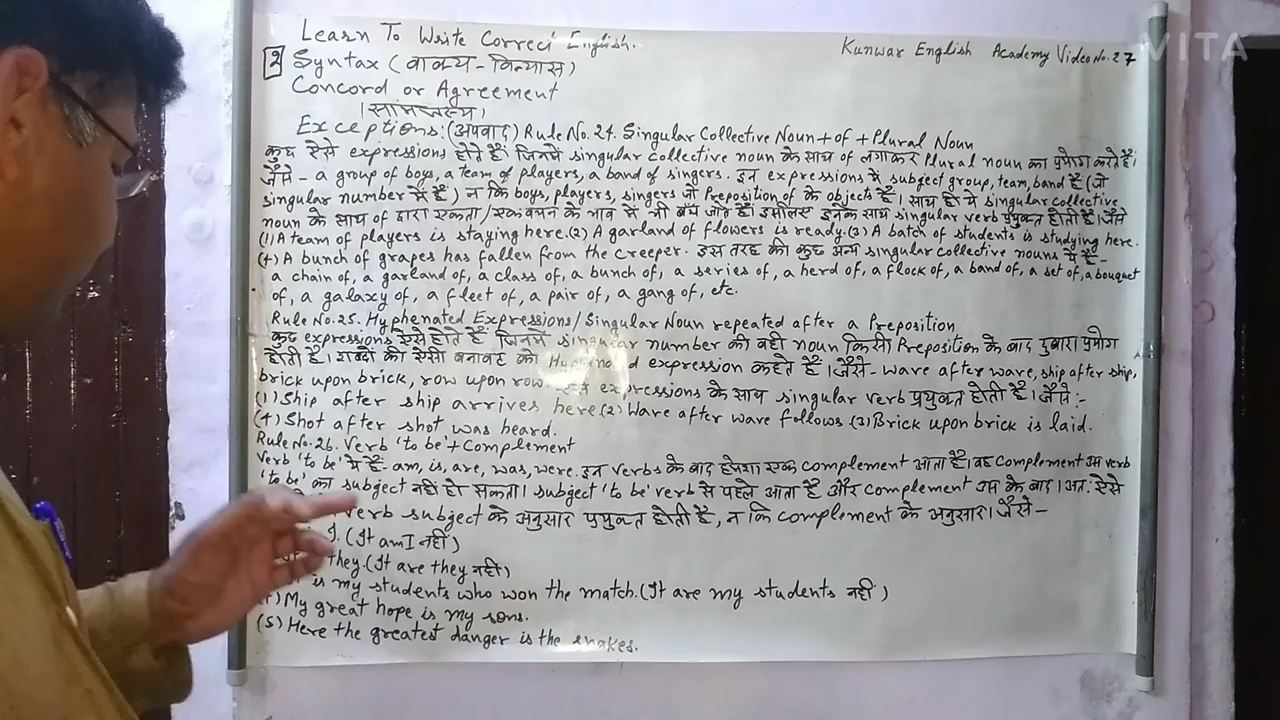 Learn To Write Correct English.
Kunwar English Academy Video No. 27
VITA
2 Syntax (वाक्य-विन्यास)
Concord or Agreement
(सामंजस्य)
Exceptions: (अपवाद) Rule No. 24. Singular Collective Noun + of + Plural Noun
कुछ ऐसे expressions होते हैं जिनमें singular collective noun के साथ of लगाकर Plural noun का प्रयोग करते हैं।
जैसे - a group of boys, a team of players, a band of singers. इन expressions में subject group, team, band हैं (जो
singular number में हैं) न कि boys, players, singers जो Preposition of के objects हैं। साथ ही ये singular collective
noun के साथ of द्वारा एकता/एकवचन के भाव में भी बंध जाते हैं। इसलिए इनके साथ singular verb प्रयुक्त होती है। जैसे
(1) A team of players is staying here. (2) A garland of flowers is ready. (3) A batch of students is studying here.
(4) A bunch of grapes has fallen from the creeper. इस तरह की कुछ अन्य singular collective nouns ये हैं-
a chain of, a garland of, a class of, a bunch of, a series of, a herd of, a flock of, a band of, a set of, a bouquet
of, a galaxy of, a fleet of, a pair of, a gang of, etc.
Rule No. 25. Hyphenated Expressions/Singular Noun repeated after a Preposition
कुछ expressions ऐसे होते हैं जिनमें singular number की वही noun किसी Preposition के बाद दुबारा प्रयोग
होती है। शब्दों की ऐसी बनावट को expression कहते हैं। जैसे- wave after wave, ship after ship,
brick upon brick, row upon row. ऐसे expressions के साथ singular verb प्रयुक्त होती है। जैसे:-
(1) Ship after ship arrives here. (2) Wave after wave follows. (3) Brick upon brick is laid.
(4) Shot after shot was heard.
Rule No. 26. Verb 'to be' + Complement
Verb 'to be' में हैं- am, is, are, was, were. इन verbs के बाद हमेशा एक complement आता है। वह complement उस verb
'to be' का subject नहीं हो सकता। subject 'to be' verb से पहले आता है और complement उस के बाद। अतः ऐसे
verb subject के अनुसार प्रयुक्त होती है, न कि complement के अनुसार। जैसे-
I. (It am I नहीं)
they. (It are they नहीं)
is my students who won the match. (It are my students नहीं)
(4) My great hope is my sons.
(5) Here the greatest danger is the snakes.